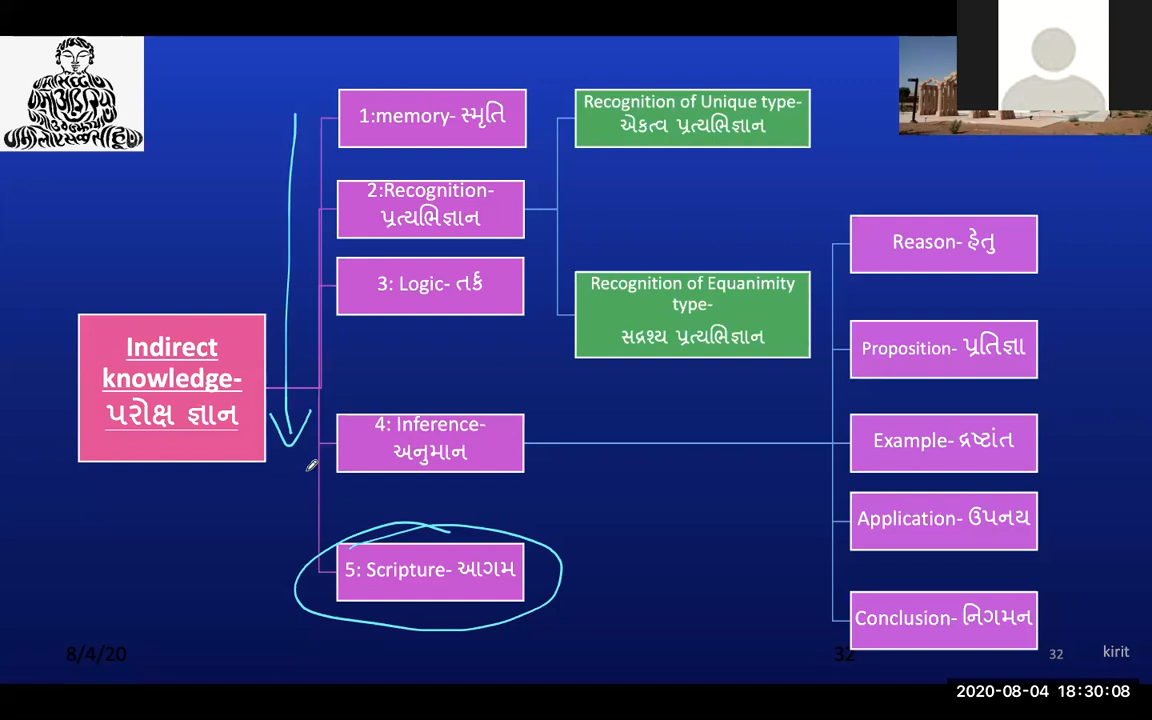 1:memory- સ્મૃતિ
2:Recognition-
પ્રત્યભિજ્ઞાન
3: Logic- તર્ક
Indirect
knowledge-
પરોક્ષ જ્ઞાન
4: Inference-
અનુમાન
5: Scripture- આગમ
Recognition of Unique type-
એકત્વ પ્રત્યભિજ્ઞાન
Recognition of Equanimity
type-
સદ્રશ્ય પ્રત્યભિજ્ઞાન
Reason- હેતુ
Proposition- પ્રતિજ્ઞા
Example- દ્રષ્ટાંત
Application- ઉપનય
Conclusion- નિગમન
8/4/20
32
32
kirit
2020-08-04 18:30:08